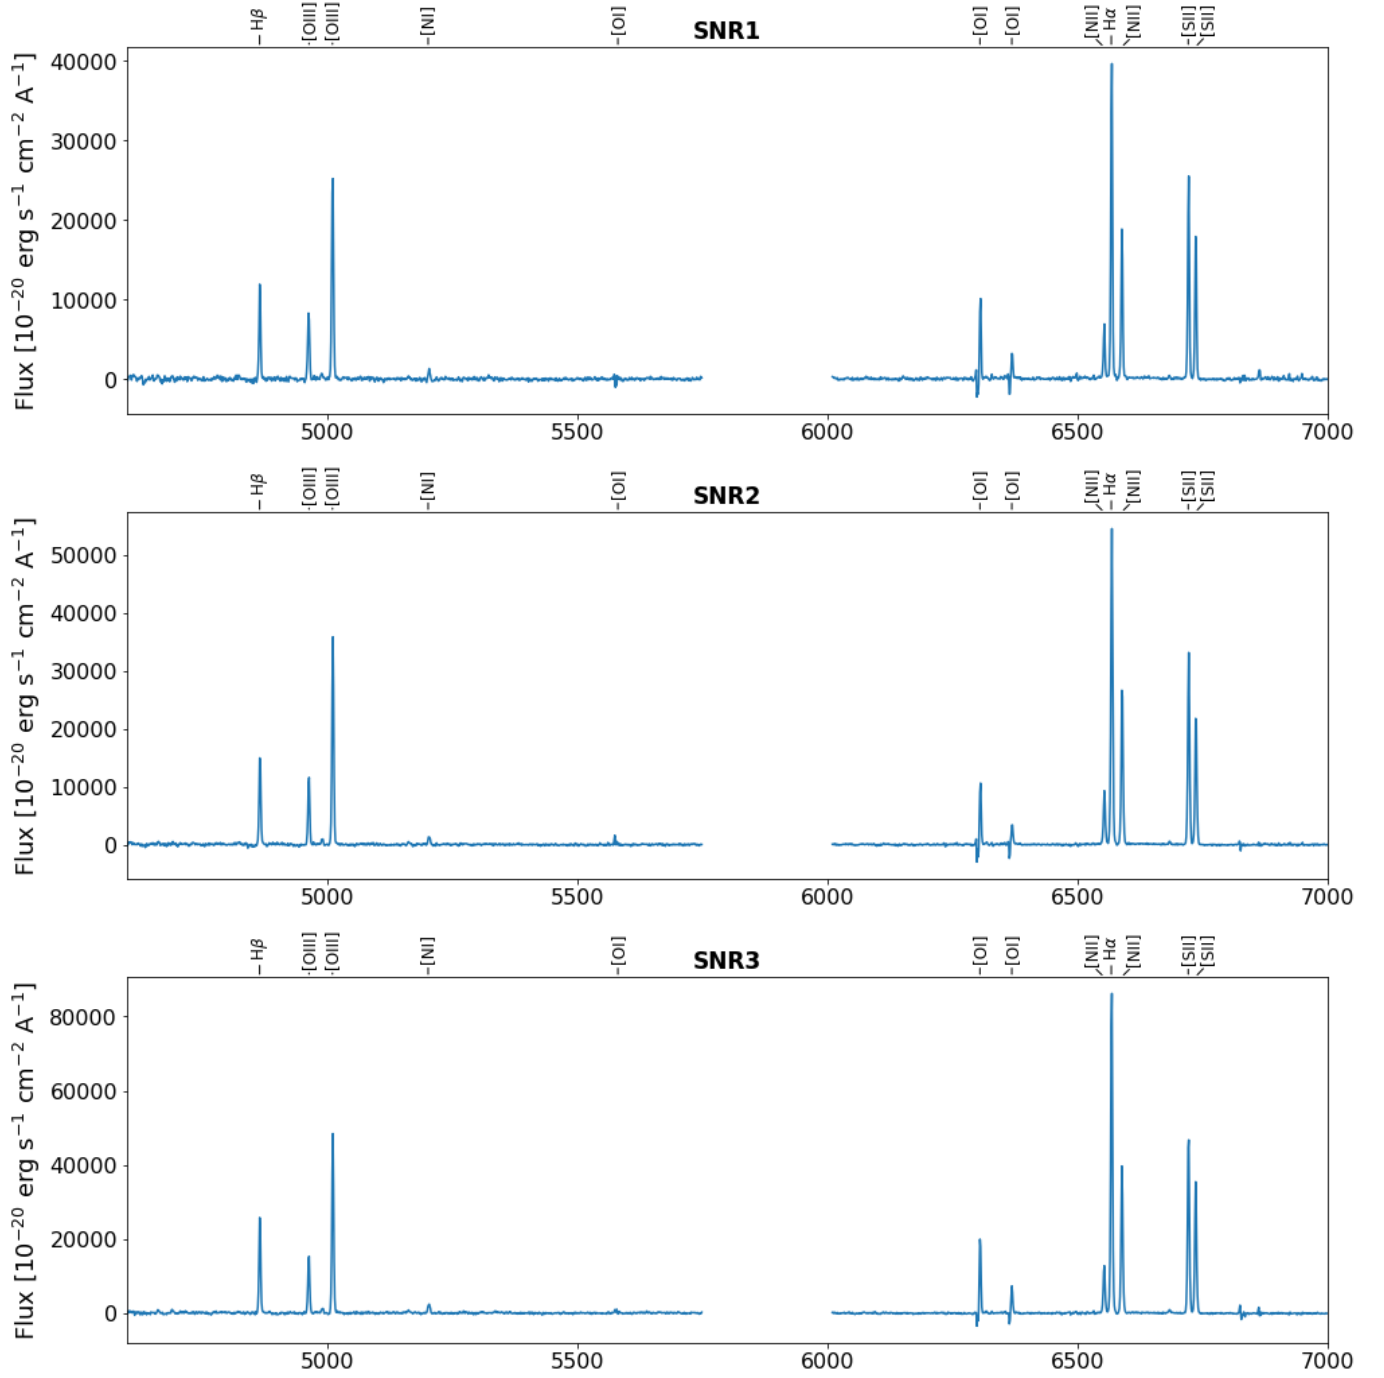 Hβ [OIII] [OIII] [NI] [OI] [OI] [OI] [NII] Hα [NII] [SII] [SII]
SNR1
Flux [10⁻²⁰ erg s⁻¹ cm⁻² A⁻¹]
40000
30000
20000
10000
0
5000 5500 6000 6500 7000
Hβ [OIII] [OIII] [NI] [OI] [OI] [OI] [NII] Hα [NII] [SII] [SII]
SNR2
Flux [10⁻²⁰ erg s⁻¹ cm⁻² A⁻¹]
50000
40000
30000
20000
10000
0
5000 5500 6000 6500 7000
Hβ [OIII] [OIII] [NI] [OI] [OI] [OI] [NII] Hα [NII] [SII] [SII]
SNR3
Flux [10⁻²⁰ erg s⁻¹ cm⁻² A⁻¹]
80000
60000
40000
20000
0
5000 5500 6000 6500 7000